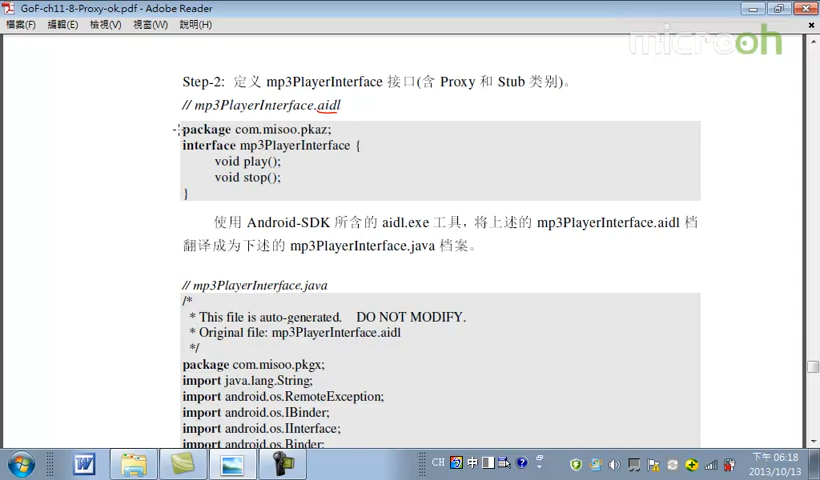 GoF-ch11-8-Proxy-ok.pdf - Adobe Reader
檔案(F) 編輯(E) 檢視(V) 視窗(W) 說明(H)
microoh
Step-2: 定义 mp3PlayerInterface 接口(含 Proxy 和 Stub 类别)。
// mp3PlayerInterface.aidl
package com.misoo.pkaz;
interface mp3PlayerInterface {
void play();
void stop();
}
使用 Android-SDK 所含的 aidl.exe 工具，将上述的 mp3PlayerInterface.aidl 档
翻译成为下述的 mp3PlayerInterface.java 档案。
// mp3PlayerInterface.java
/*
* This file is auto-generated. DO NOT MODIFY.
* Original file: mp3PlayerInterface.aidl
*/
package com.misoo.pkgx;
import java.lang.String;
import android.os.RemoteException;
import android.os.IBinder;
import android.os.IInterface;
import android.os.Binder;
CH 中 下午 06:18
2013/10/13